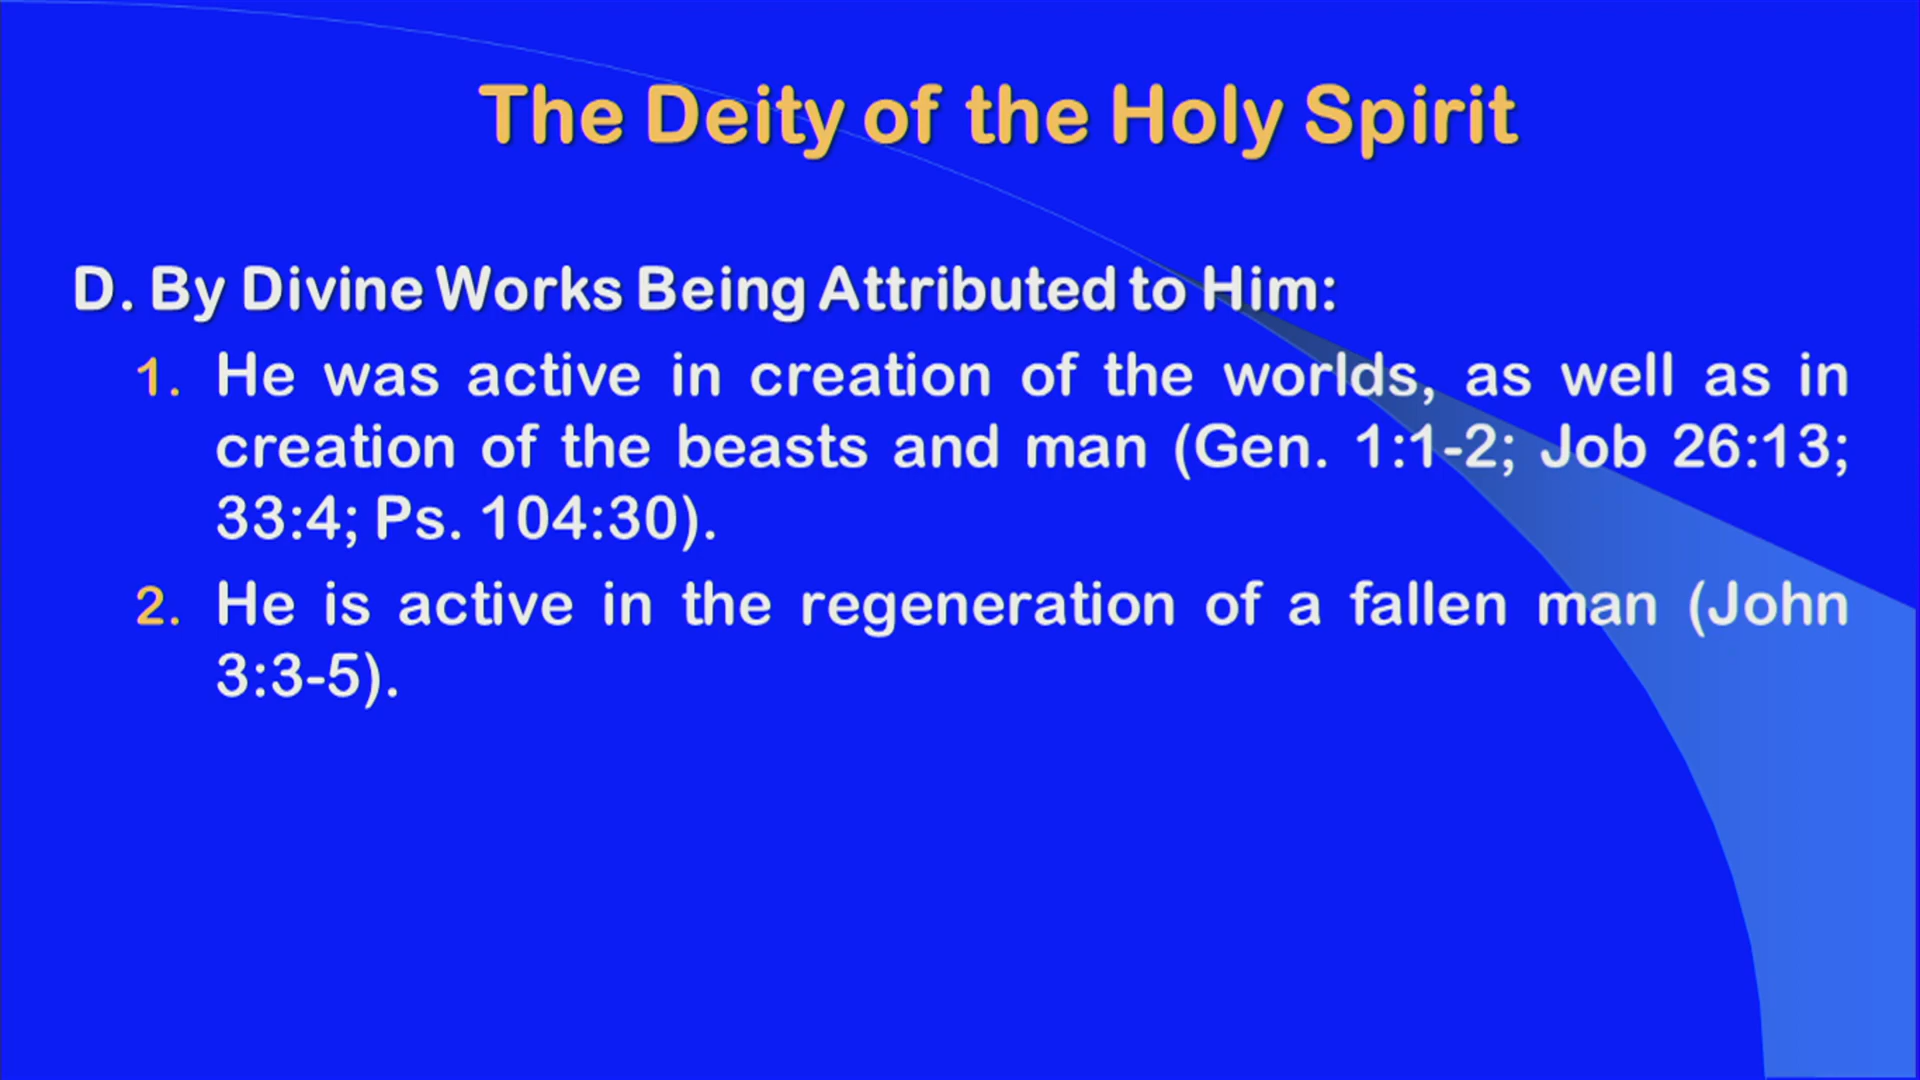 The Deity of the Holy Spirit
D. By Divine Works Being Attributed to Him:
1. He was active in creation of the worlds, as well as in
creation of the beasts and man (Gen. 1:1-2; Job 26:13;
33:4; Ps. 104:30).
2. He is active in the regeneration of a fallen man (John
3:3-5).